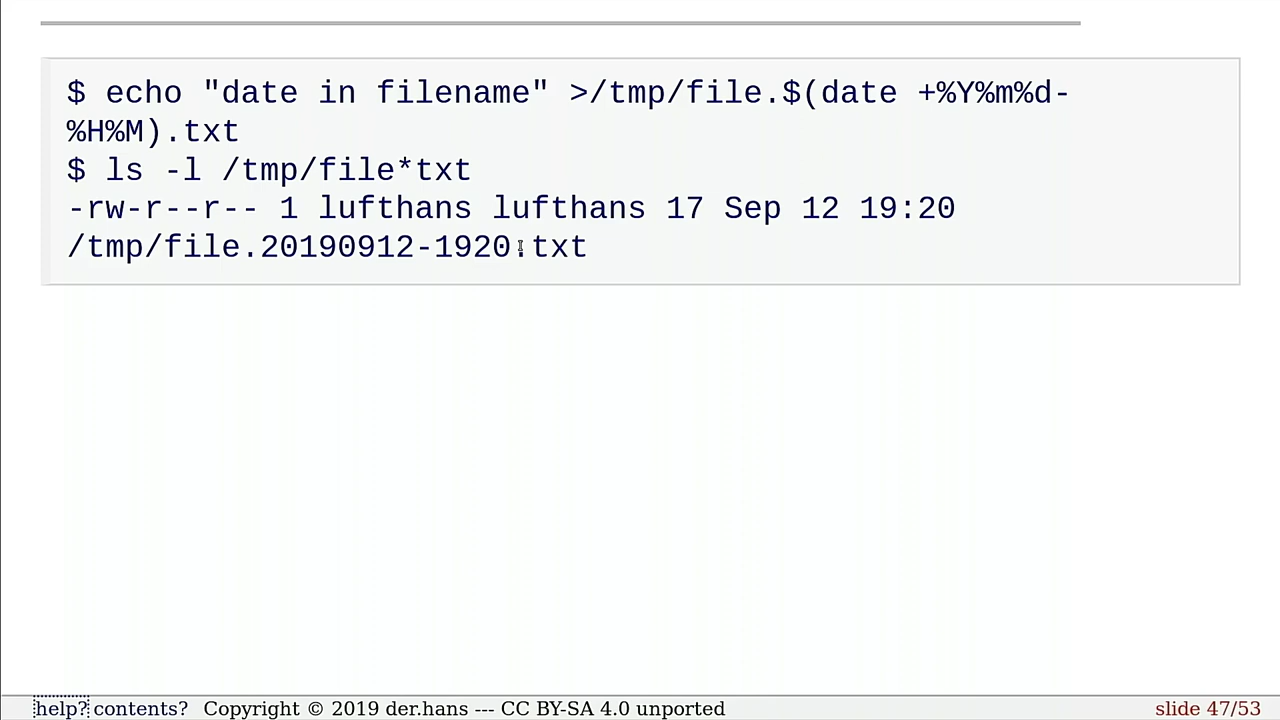 $ echo "date in filename" >/tmp/file.$(date +%Y%m%d-
%H%M).txt
$ ls -l /tmp/file*txt
-rw-r--r-- 1 lufthans lufthans 17 Sep 12 19:20
/tmp/file.20190912-1920.txt
help? contents? Copyright © 2019 der.hans --- CC BY-SA 4.0 unported slide 47/53